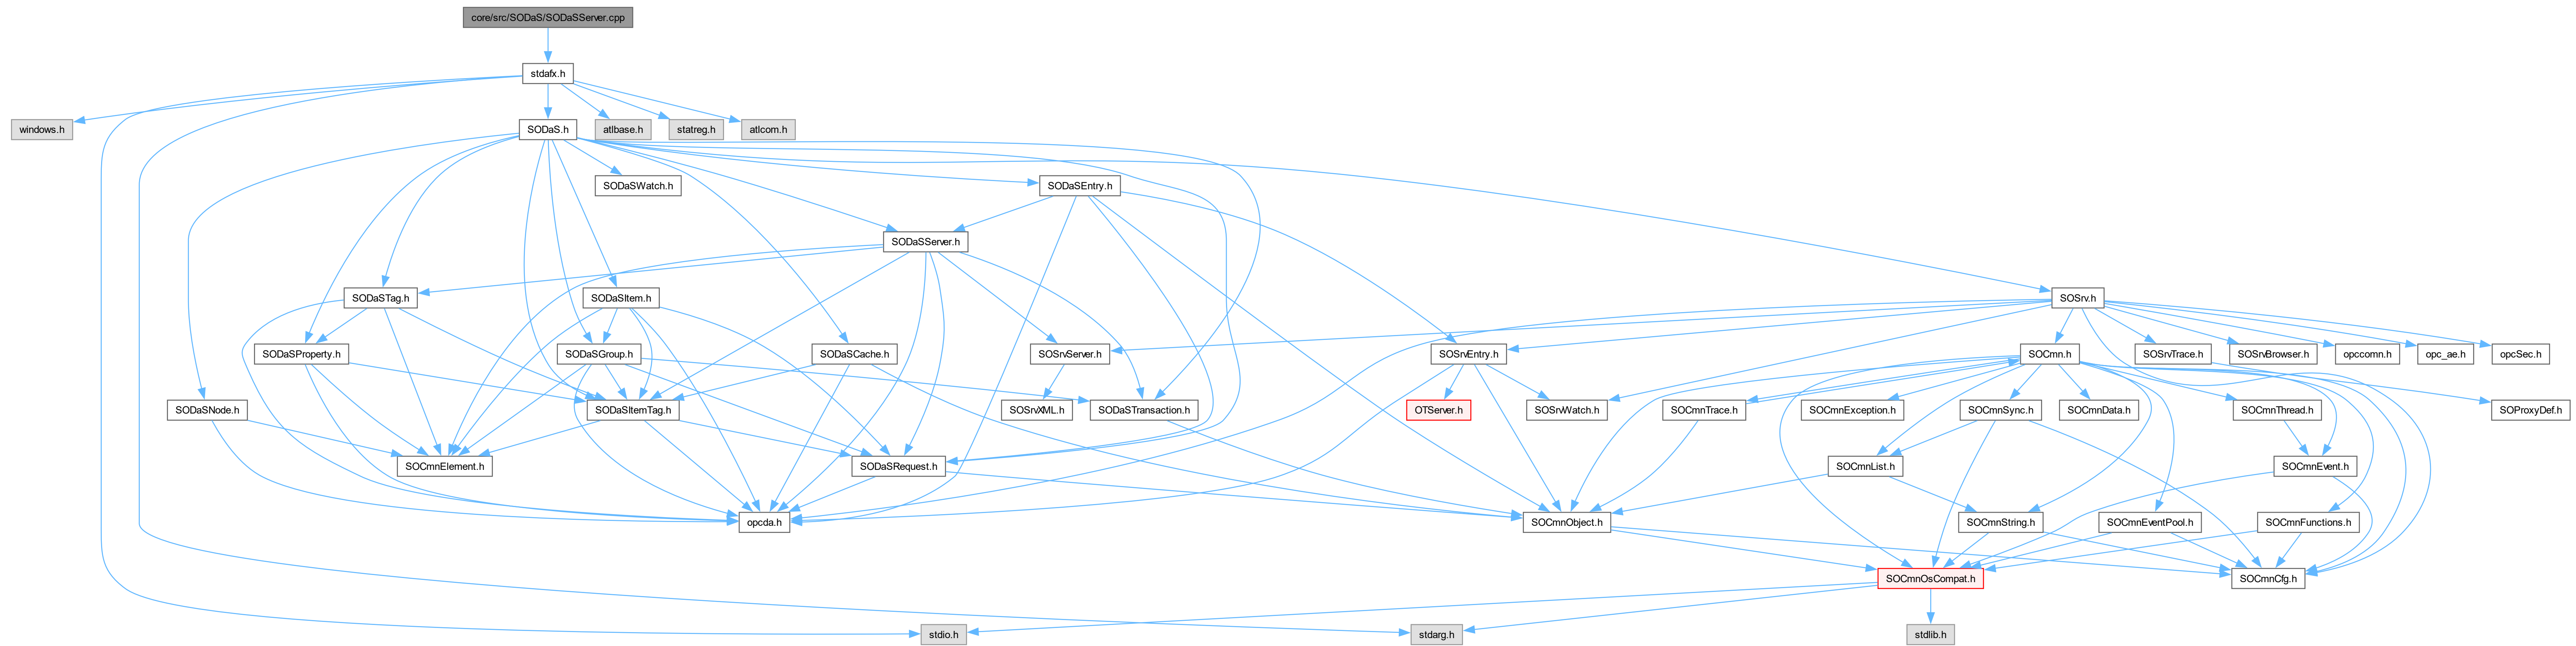 core/src/SODaS/SODaSServer.cpp
stdafx.h
windows.h
SODaS.h
atlbase.h
statreg.h
atlcom.h
SODaSWatch.h
SODaSEntry.h
SODaSServer.h
SODaSTag.h
SODaSItem.h
SOSrv.h
SODaSProperty.h
SODaSGroup.h
SODaSCache.h
SOSrvServer.h
SOSrvEntry.h
SOCmn.h
SOSrvTrace.h
SOSrvBrowser.h
opccomn.h
opc_ae.h
opcSec.h
SODaSNode.h
SODaSItemTag.h
SOSrvXML.h
SODaSTransaction.h
OTServer.h
SOSrvWatch.h
SOCmnTrace.h
SOCmnException.h
SOCmnSync.h
SOCmnData.h
SOCmnThread.h
SOProxyDef.h
SOCmnElement.h
SODaSRequest.h
SOCmnList.h
SOCmnEvent.h
opcda.h
SOCmnObject.h
SOCmnString.h
SOCmnEventPool.h
SOCmnFunctions.h
SOCmnOsCompat.h
SOCmnCfg.h
stdio.h
stdarg.h
stdlib.h